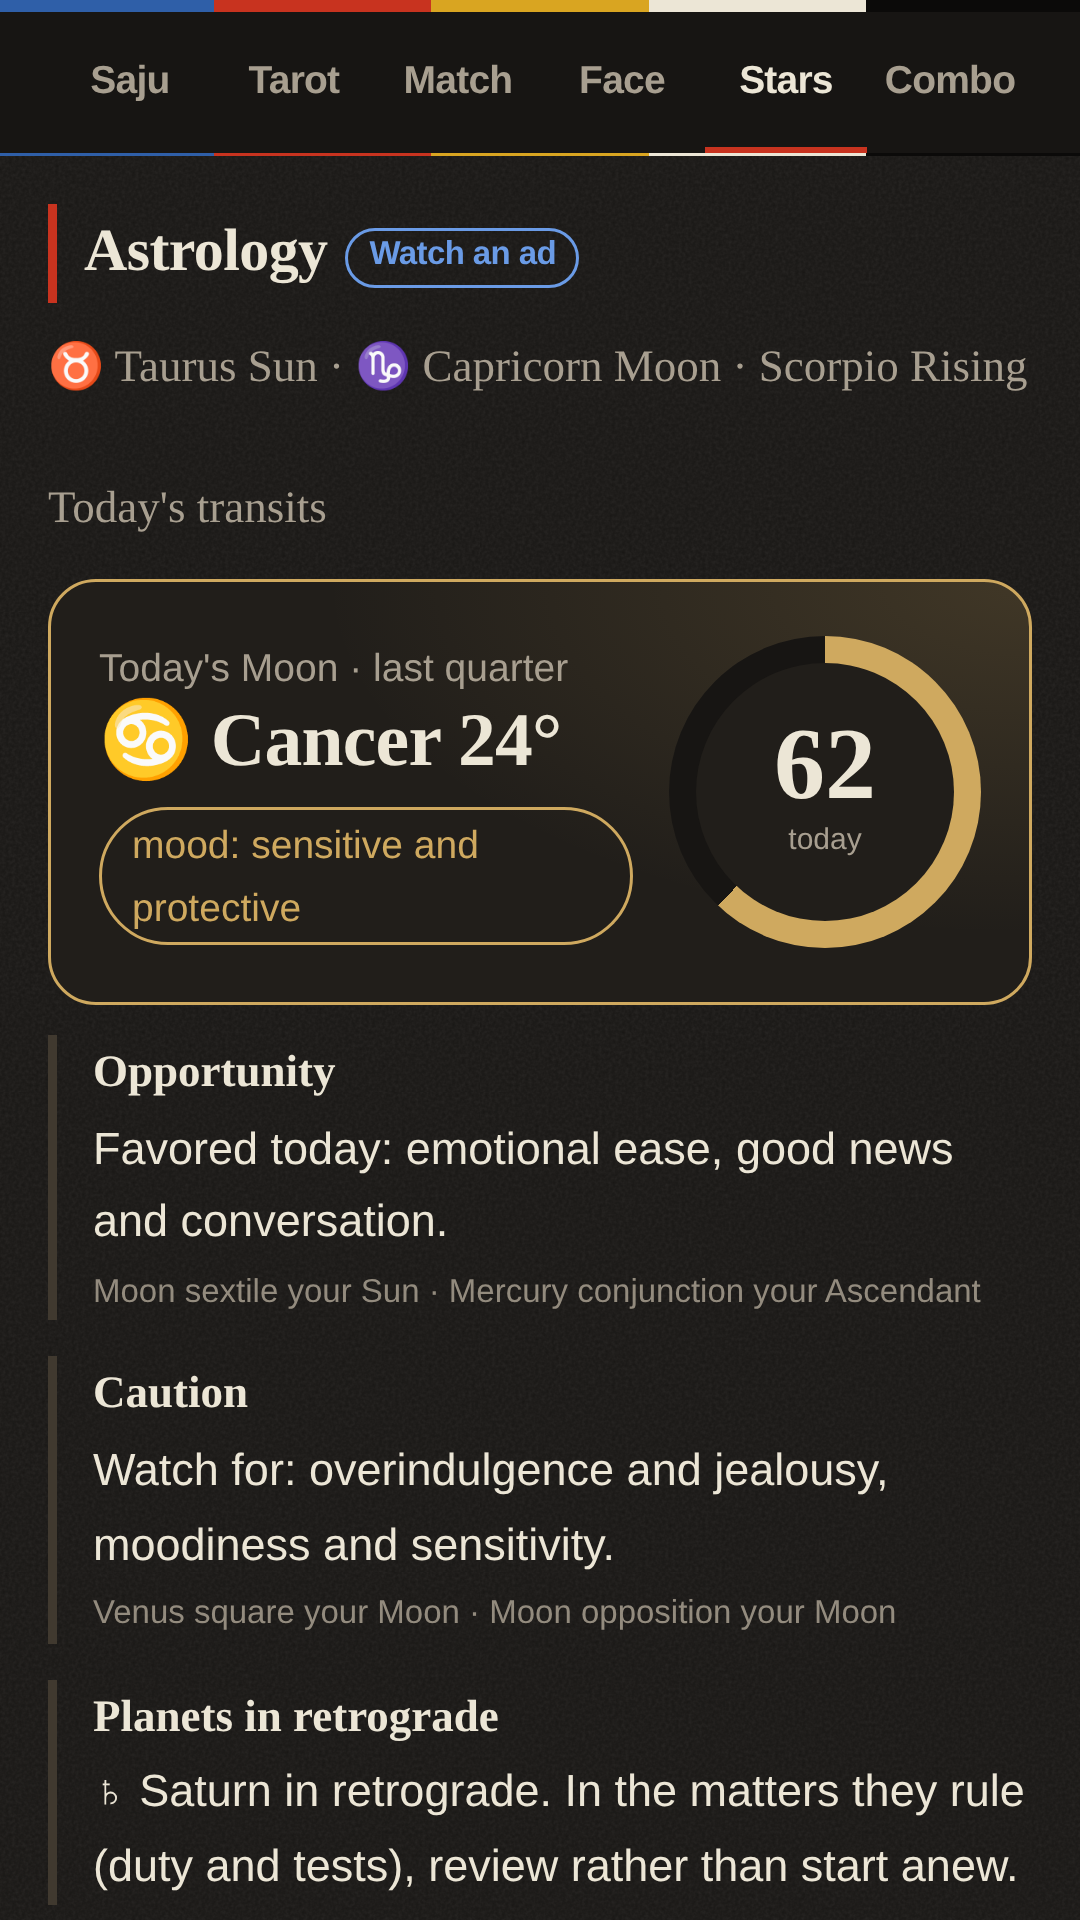 Saju Tarot Match Face Stars Combo
Astrology Watch an ad
♉ Taurus Sun · ♑ Capricorn Moon · Scorpio Rising
Today's transits
Today's Moon · last quarter
♋ Cancer 24°
mood: sensitive and
protective
62
today
Opportunity
Favored today: emotional ease, good news
and conversation.
Moon sextile your Sun · Mercury conjunction your Ascendant
Caution
Watch for: overindulgence and jealousy,
moodiness and sensitivity.
Venus square your Moon · Moon opposition your Moon
Planets in retrograde
♄ Saturn in retrograde. In the matters they rule
(duty and tests), review rather than start anew.